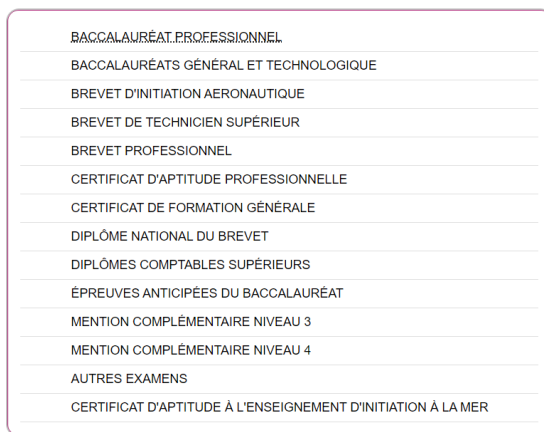 BACCALAURÉAT PROFESSIONNEL
BACCALAURÉATS GÉNÉRAL ET TECHNOLOGIQUE
BREVET D'INITIATION AERONAUTIQUE
BREVET DE TECHNICIEN SUPÉRIEUR
BREVET PROFESSIONNEL
CERTIFICAT D'APTITUDE PROFESSIONNELLE
CERTIFICAT DE FORMATION GÉNÉRALE
DIPLÔME NATIONAL DU BREVET
DIPLÔMES COMPTABLES SUPÉRIEURS
ÉPREUVES ANTICIPÉES DU BACCALAURÉAT
MENTION COMPLÉMENTAIRE NIVEAU 3
MENTION COMPLÉMENTAIRE NIVEAU 4
AUTRES EXAMENS
CERTIFICAT D'APTITUDE À L'ENSEIGNEMENT D'INITIATION À LA MER